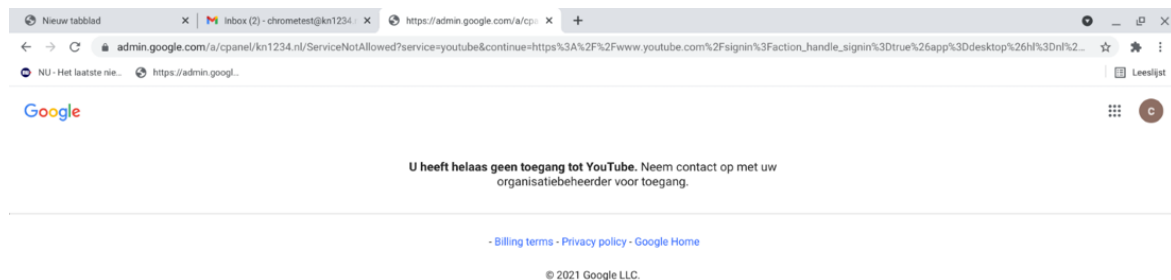 Nieuw tabblad
Inbox (2) - chrometest@kn1234.
https://admin.google.com/a/cpa
admin.google.com/a/cpanel/kn1234.nl/ServiceNotAllowed?service=youtube&continue=https%3A%2F%2Fwww.youtube.com%2Fsignin%3Faction_handle_signin%3Dtrue%26app%3Ddesktop%26hl%3Dnl%2...
NU - Het laatste nie...
https://admin.googl...
Leeslijst
Google
C
U heeft helaas geen toegang tot YouTube. Neem contact op met uw
organisatiebeheerder voor toegang.
- Billing terms - Privacy policy - Google Home
© 2021 Google LLC.